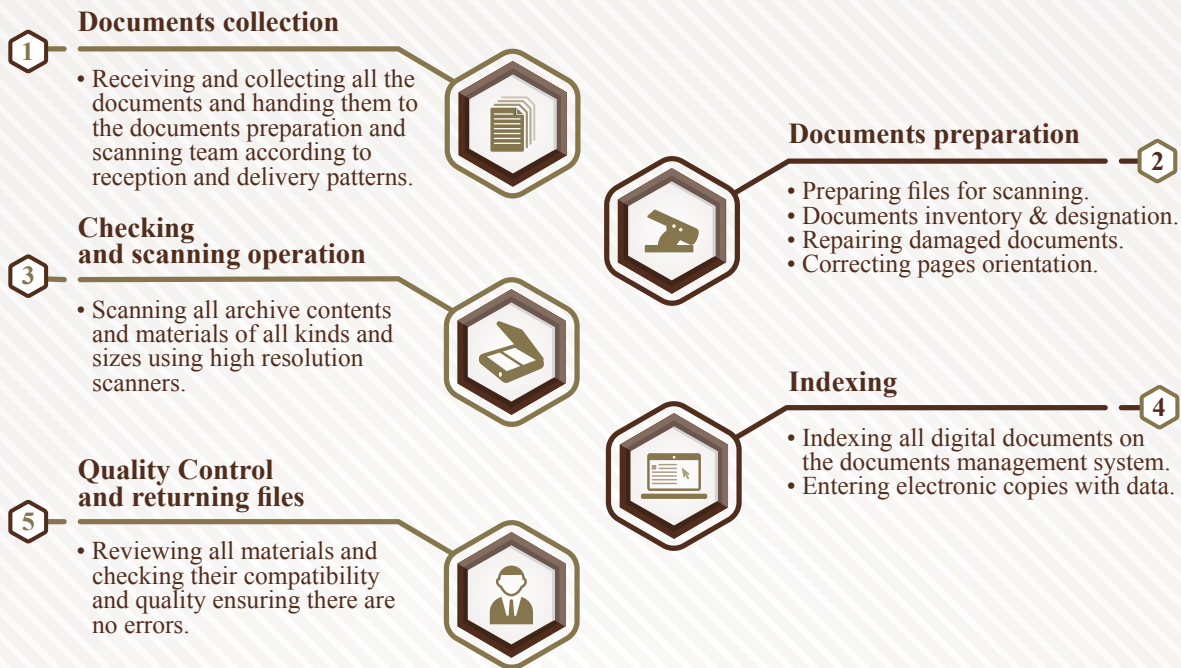 1
Documents collection
• Receiving and collecting all the
documents and handing them to
the documents preparation and
scanning team according to
reception and delivery patterns.
2
Documents preparation
• Preparing files for scanning.
• Documents inventory & designation.
• Repairing damaged documents.
• Correcting pages orientation.
3
Checking
and scanning operation
• Scanning all archive contents
and materials of all kinds and
sizes using high resolution
scanners.
4
Indexing
• Indexing all digital documents on
the documents management system.
• Entering electronic copies with data.
5
Quality Control
and returning files
• Reviewing all materials and
checking their compatibility
and quality ensuring there are
no errors.